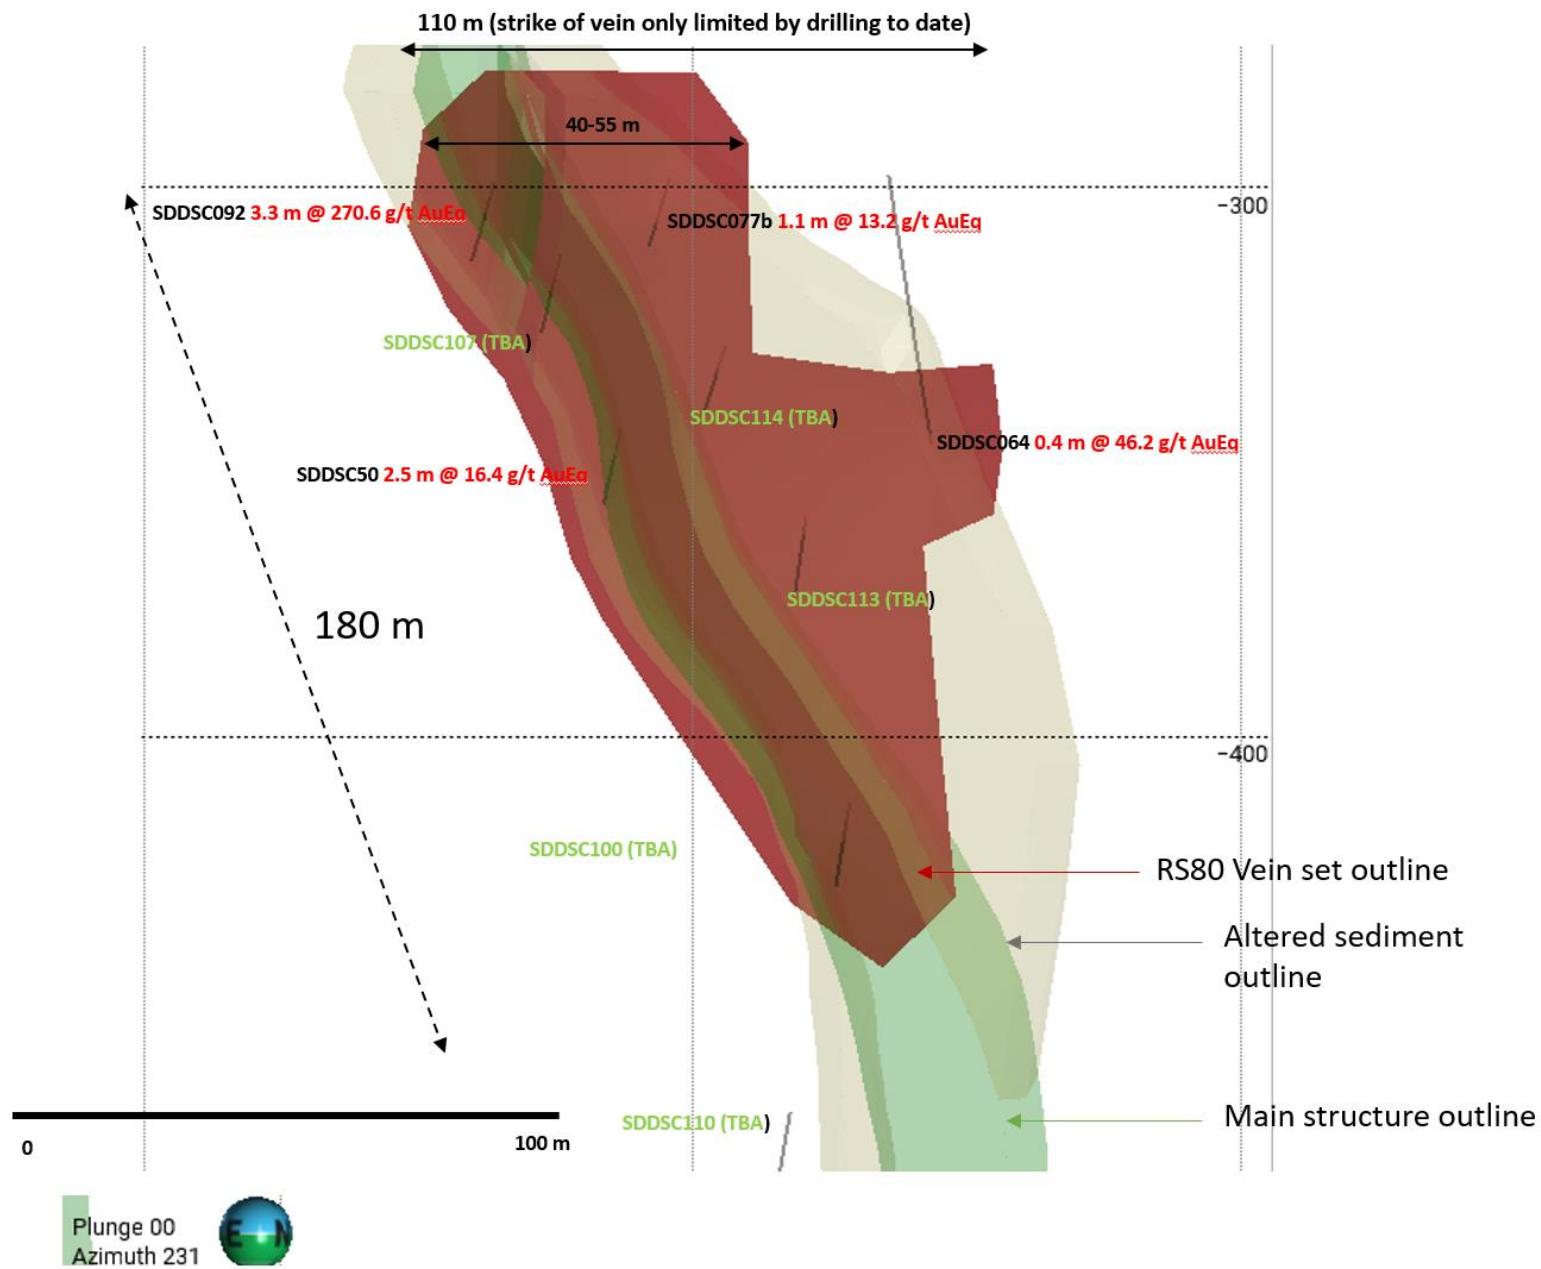 110 m (strike of vein only limited by drilling to date)
40-55 m
SDDSC092 3.3 m @ 270.6 g/t AuEq
-300
SDDSC077b 1.1 m @ 13.2 g/t AuEq
SDDSC107 (TBA)
SDDSC114 (TBA)
SDDSC064 0.4 m @ 46.2 g/t AuEq
SDDSC50 2.5 m @ 16.4 g/t AuEq
SDDSC113 (TBA)
180 m
-400
SDDSC100 (TBA)
RS80 Vein set outline
Altered sediment
outline
SDDSC110 (TBA)
Main structure outline
0
100 m
Plunge 00
Azimuth 231
E N